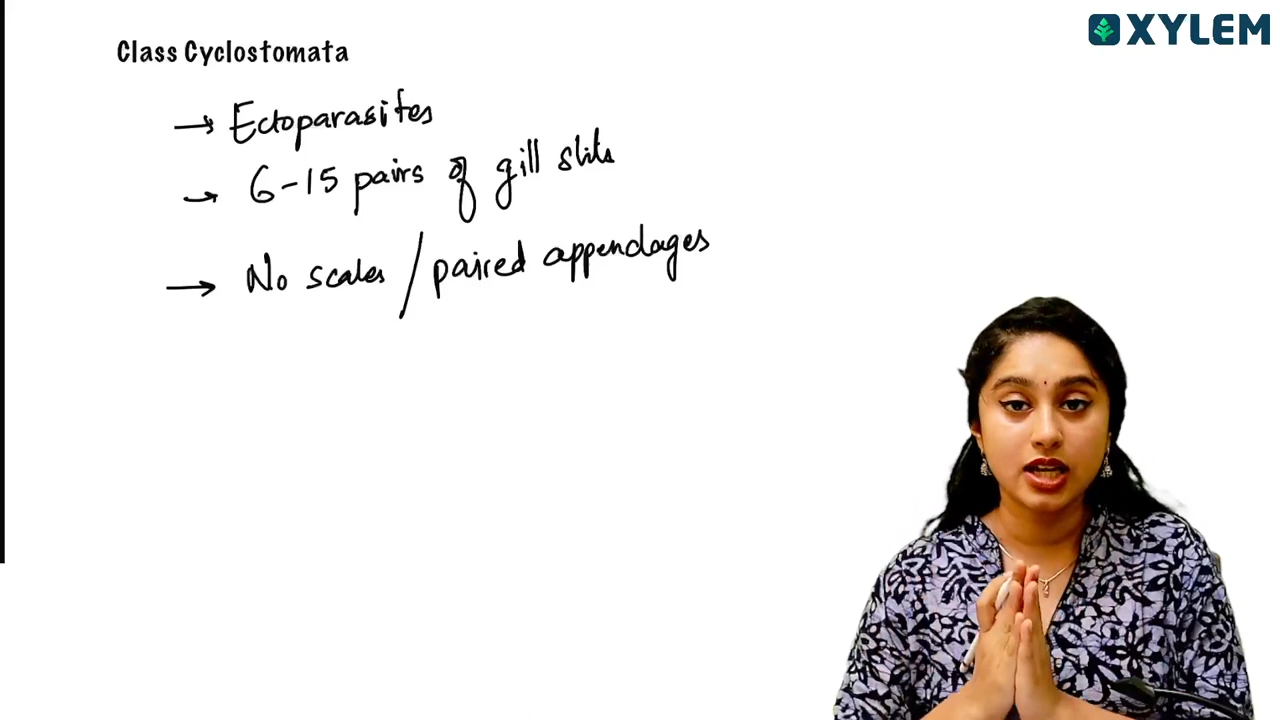 XYLEM
Class Cyclostomata
→ Ectoparasites
→ 6-15 pairs of gill slits
→ No scales / paired appendages